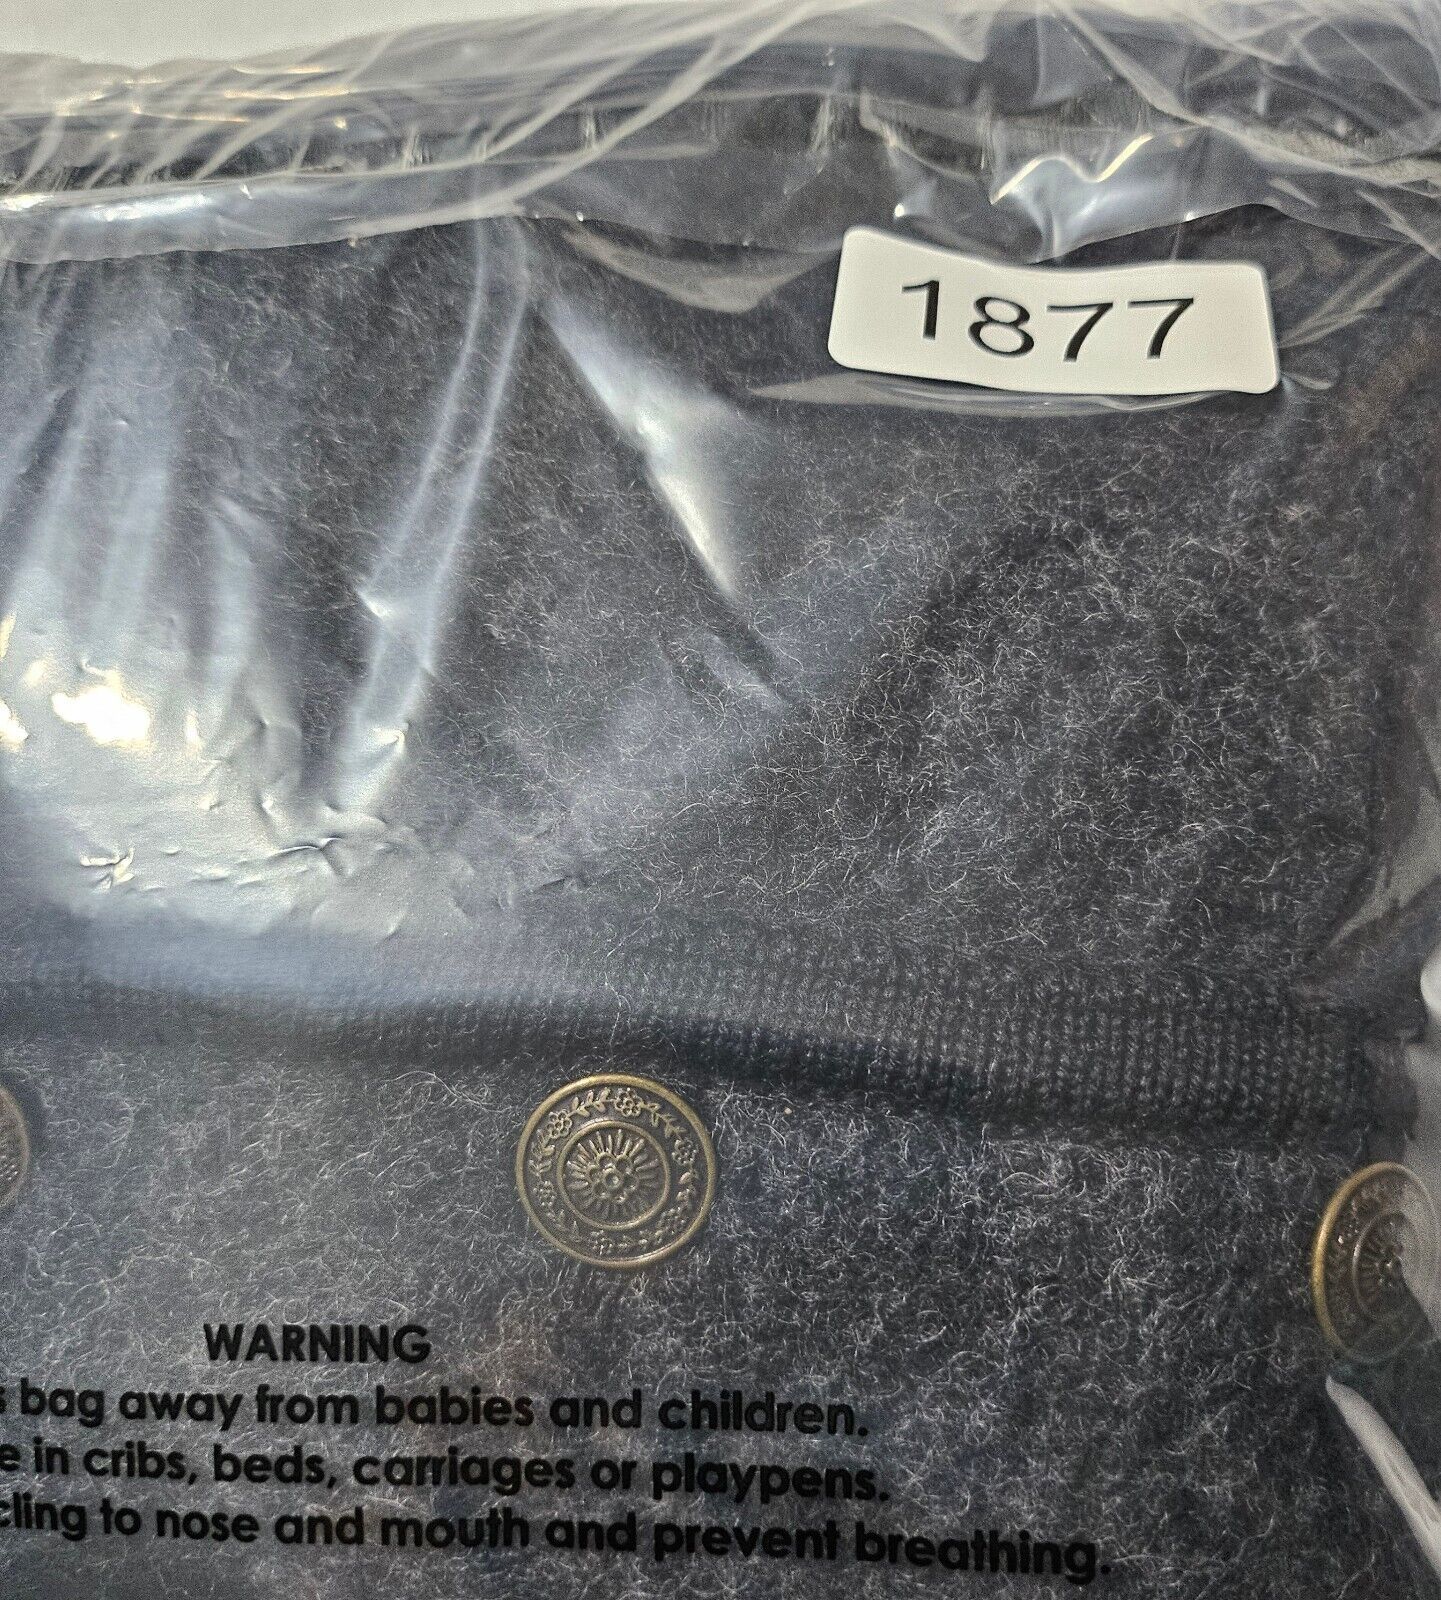 1877
WARNING
bag away from babies and children.
in cribs, beds, carriages or playpens.
cling to nose and mouth and prevent breathing.